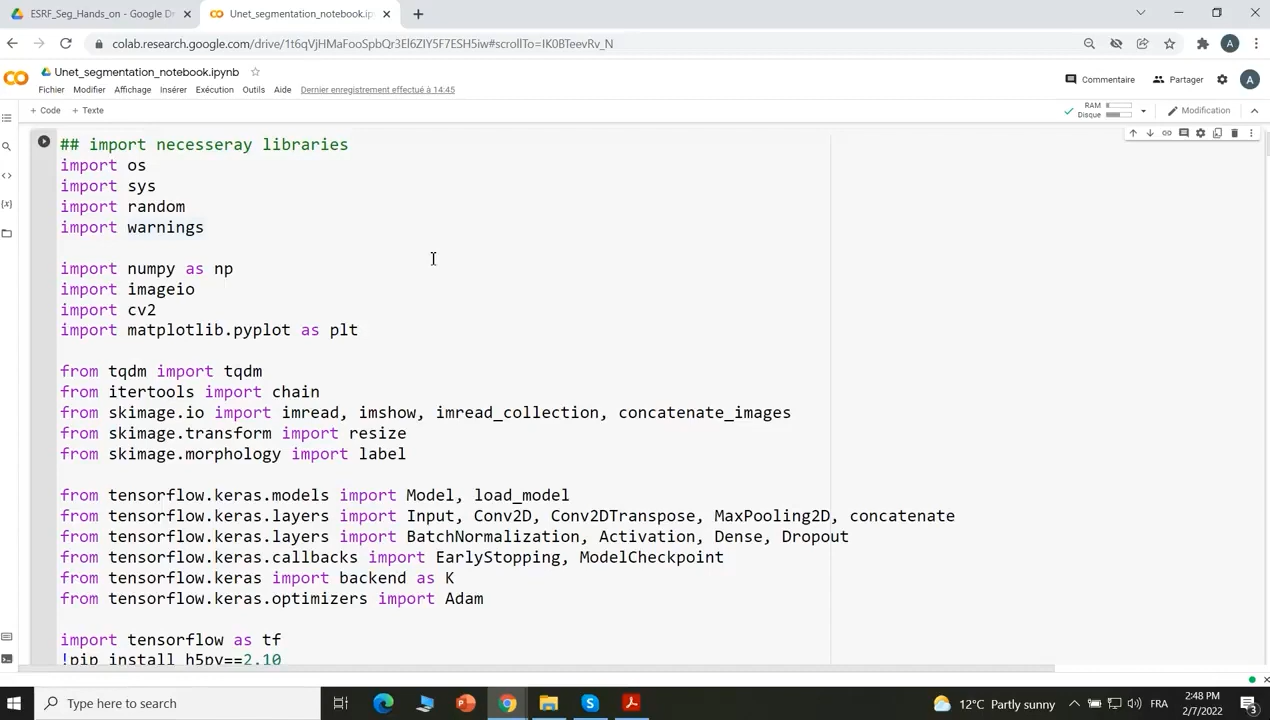 ESRF_Seg_Hands_on - Google Dr
Unet_segmentation_notebook.ip
colab.research.google.com/drive/1t6qVjHMaFooSpbQr3El6ZIY5F7ESH5iw#scrollTo=IK0BTeevRv_N
A
CO
Unet_segmentation_notebook.ipynb
Commentaire
Partager
A
Fichier Modifier Affichage Insérer Exécution Outils Aide Dernier enregistrement effectué à 14:45
+ Code + Texte
RAM
Disque
Modification
## import necesseray libraries
import os
import sys
import random
import warnings
import numpy as np
import imageio
import cv2
import matplotlib.pyplot as plt
from tqdm import tqdm
from itertools import chain
from skimage.io import imread, imshow, imread_collection, concatenate_images
from skimage.transform import resize
from skimage.morphology import label
from tensorflow.keras.models import Model, load_model
from tensorflow.keras.layers import Input, Conv2D, Conv2DTranspose, MaxPooling2D, concatenate
from tensorflow.keras.layers import BatchNormalization, Activation, Dense, Dropout
from tensorflow.keras.callbacks import EarlyStopping, ModelCheckpoint
from tensorflow.keras import backend as K
from tensorflow.keras.optimizers import Adam
import tensorflow as tf
!pip install h5py==2.10
Type here to search
12°C Partly sunny
FRA
2:48 PM
2/7/2022
3